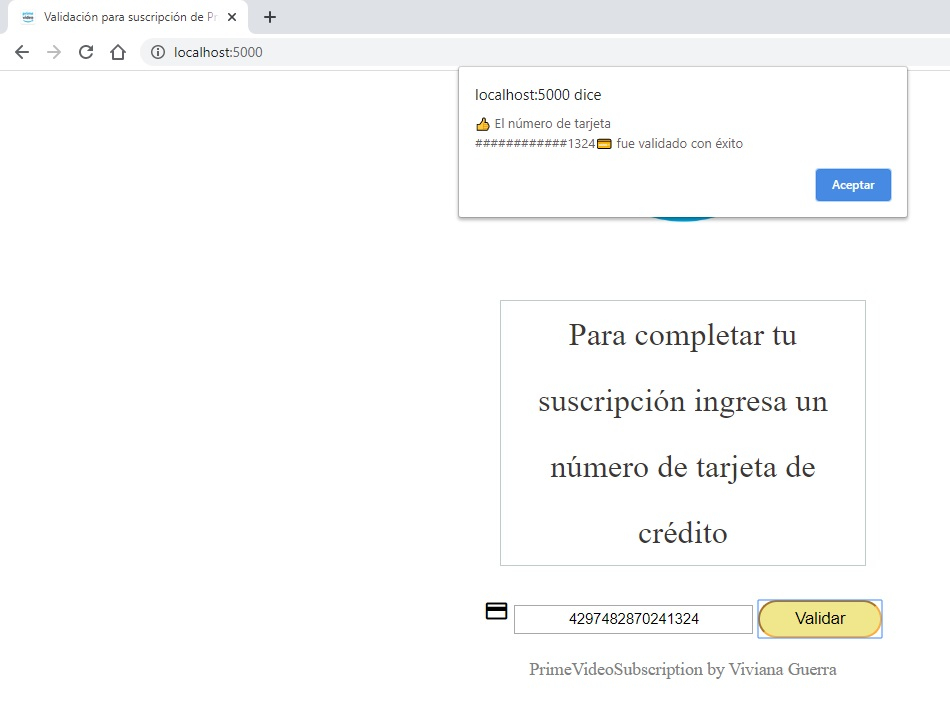 Validación para suscripción de Pr
localhost:5000
localhost:5000 dice
👍 El número de tarjeta
############1324💳 fue validado con éxito
Aceptar
Para completar tu
suscripción ingresa un
número de tarjeta de
crédito
4297482870241324
Validar
PrimeVideoSubscription by Viviana Guerra